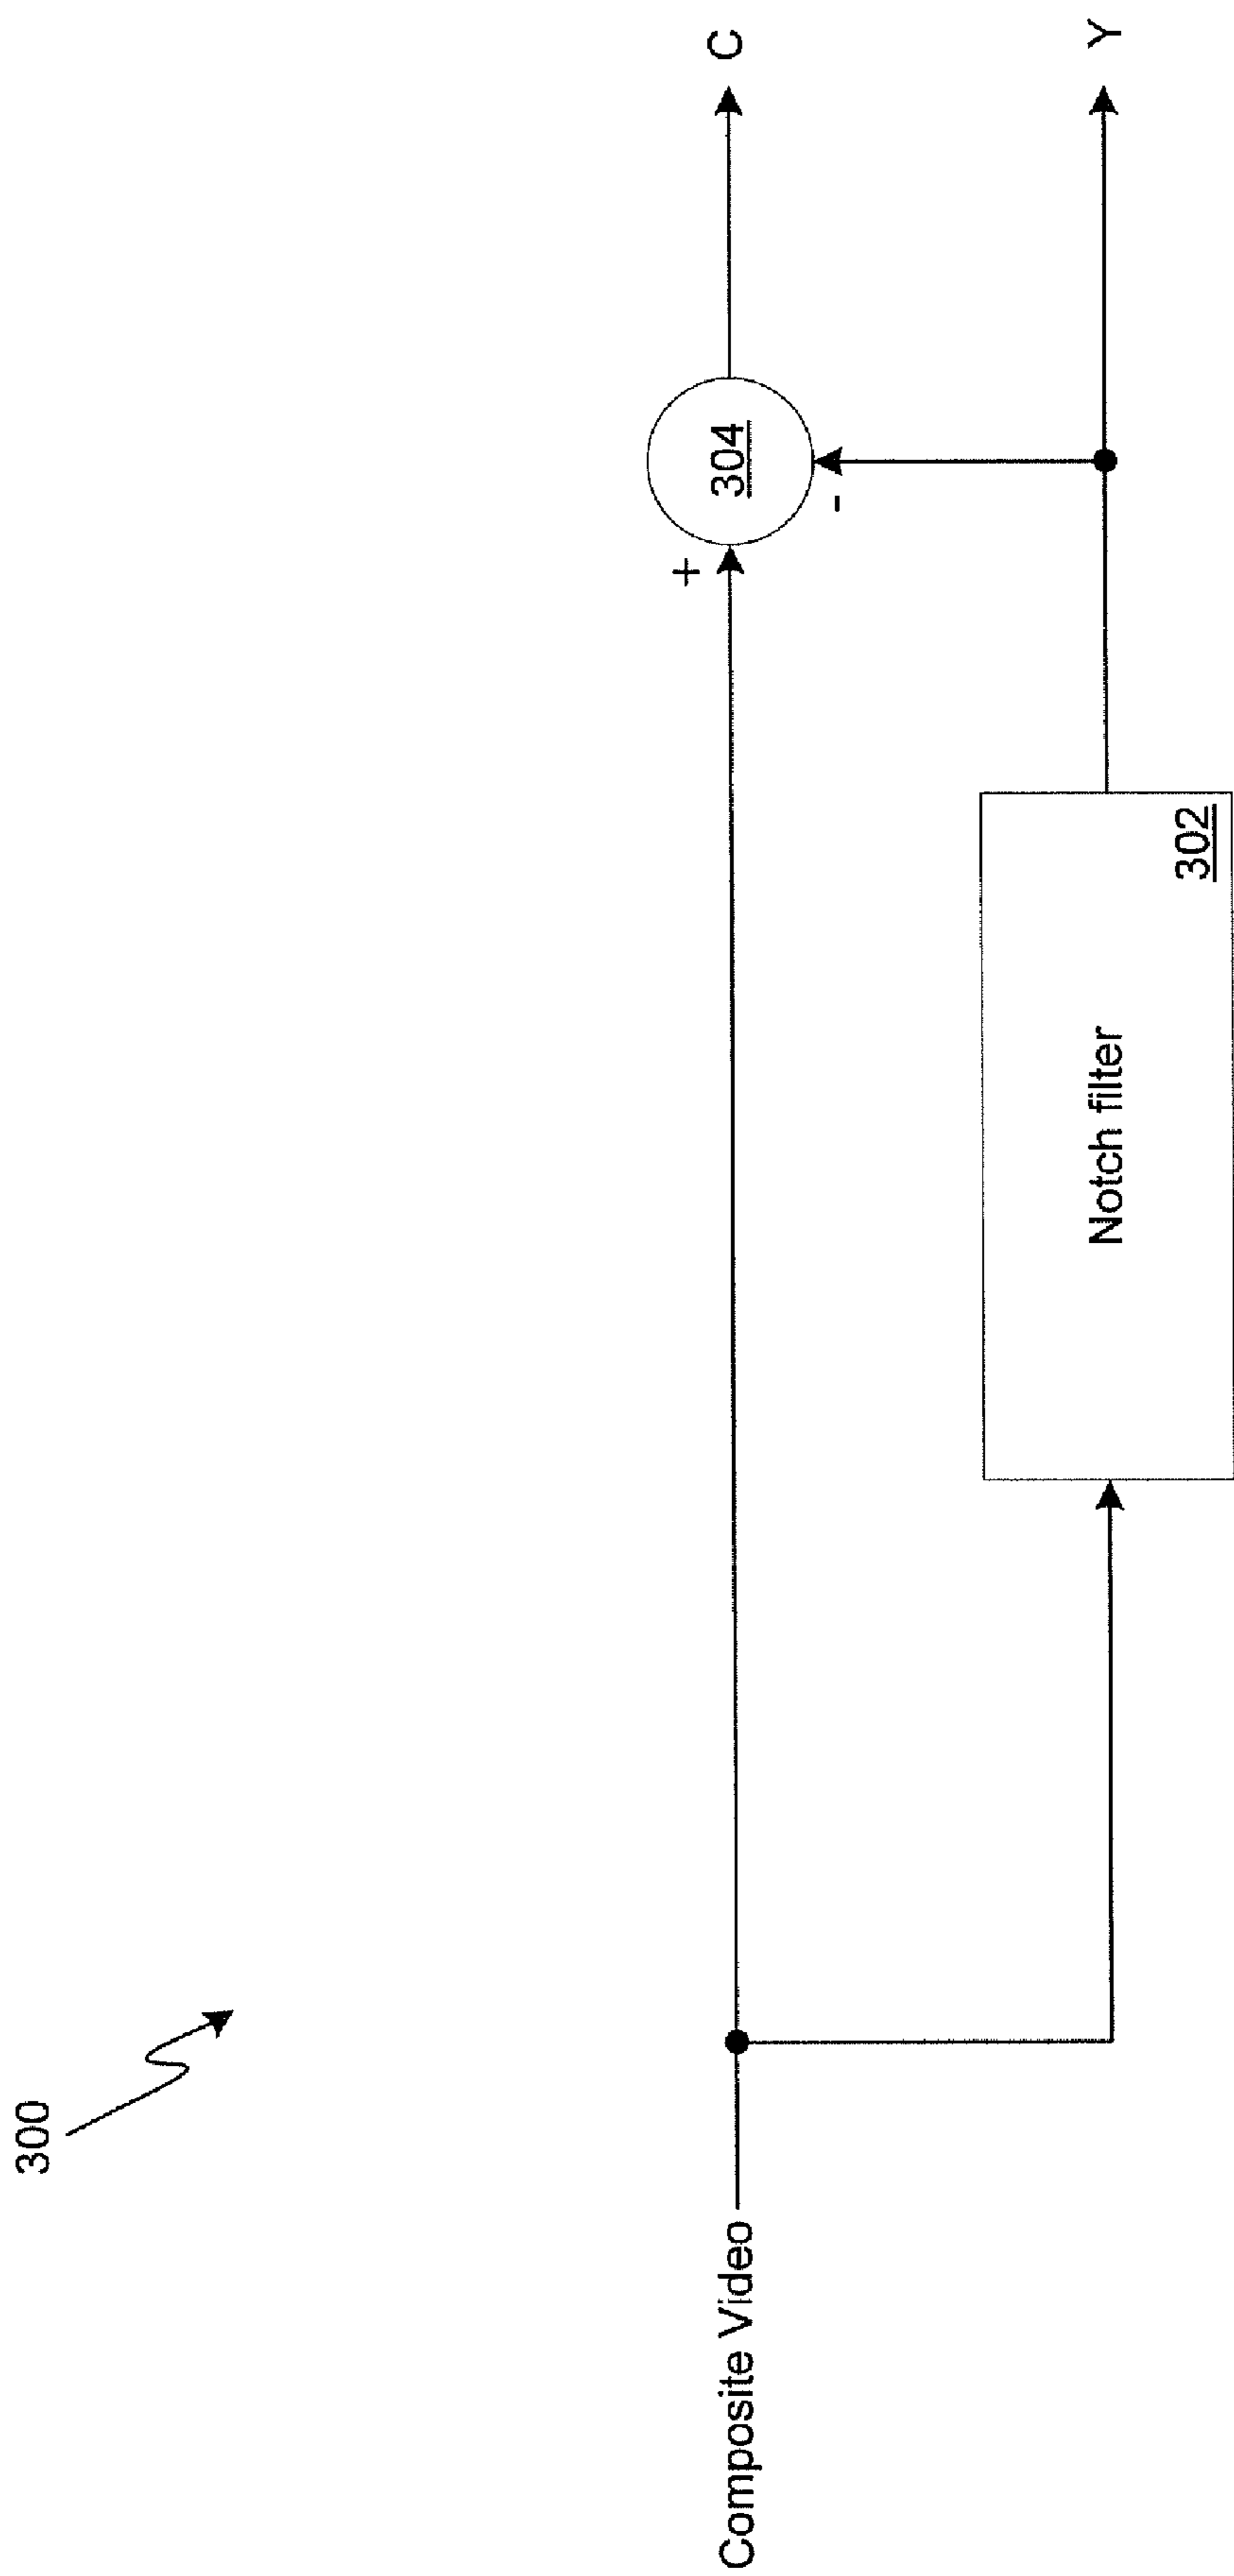 300
C
304
+
-
Y
Notch filter
302
Composite Video